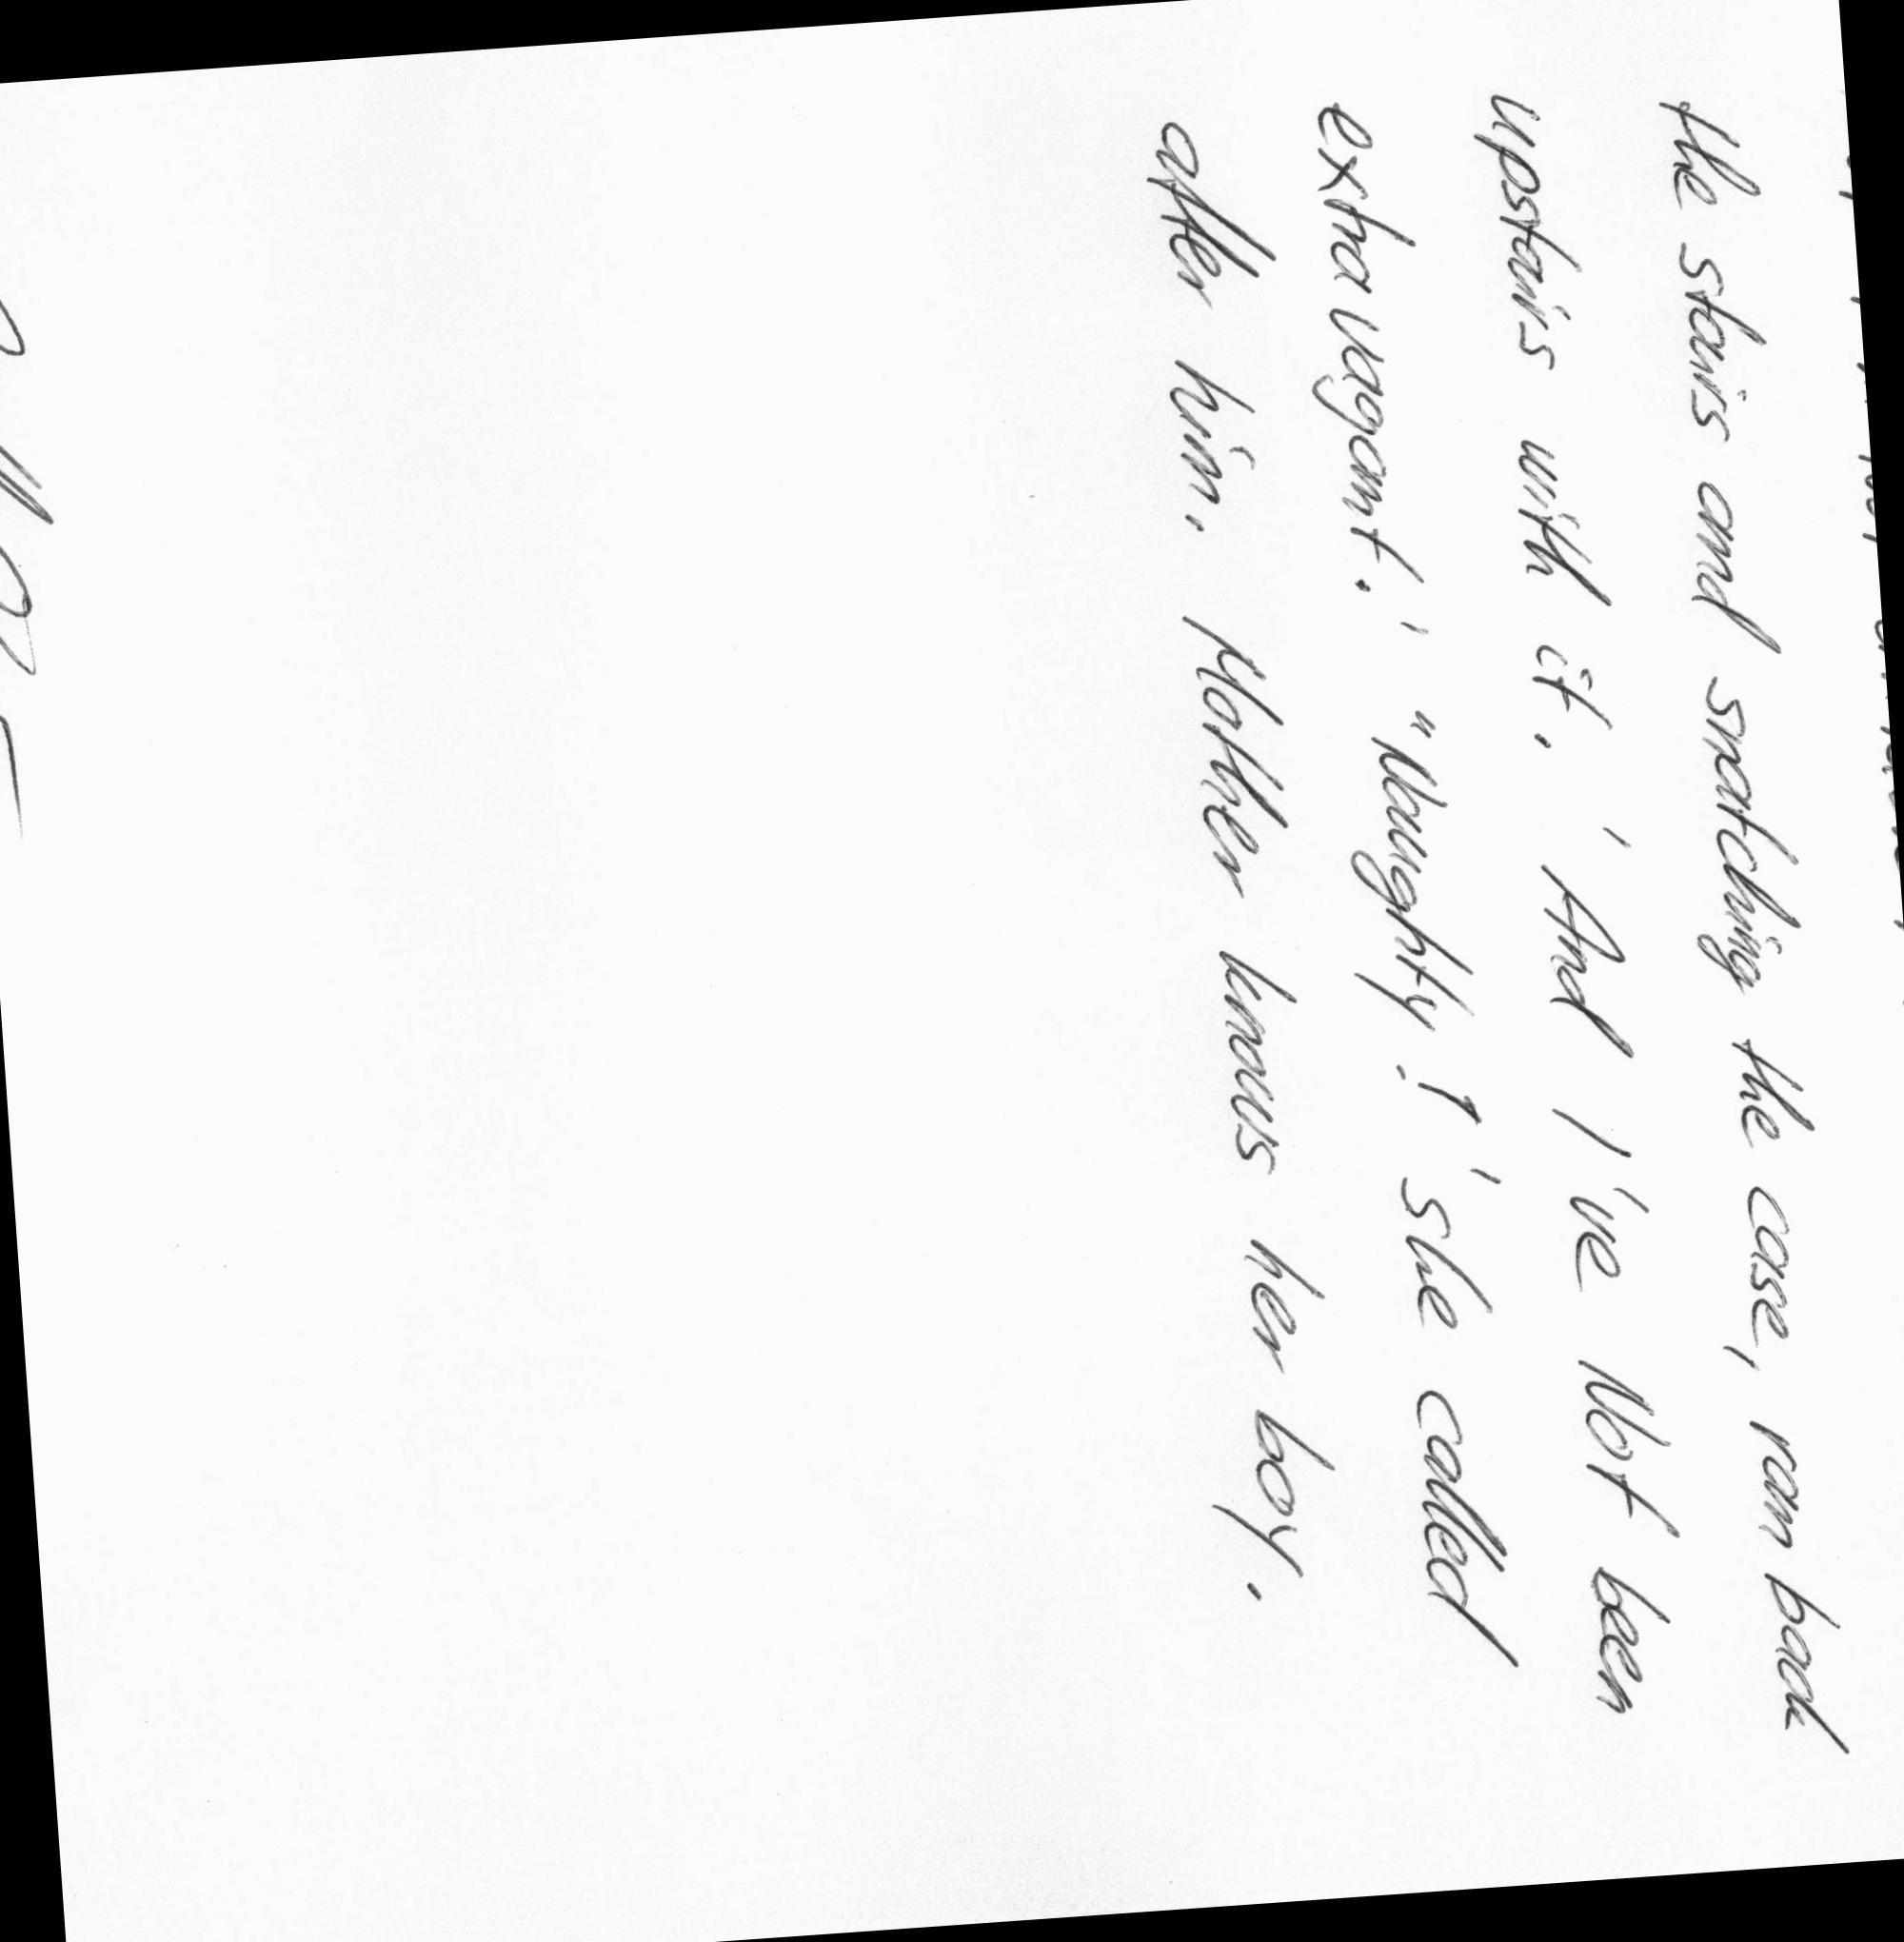 the stairs and snatching the case, ran back
upstairs with it. ' And I've Not been
extravagant. ' "Naughty! ' she called
after him. Mother knows her boy.